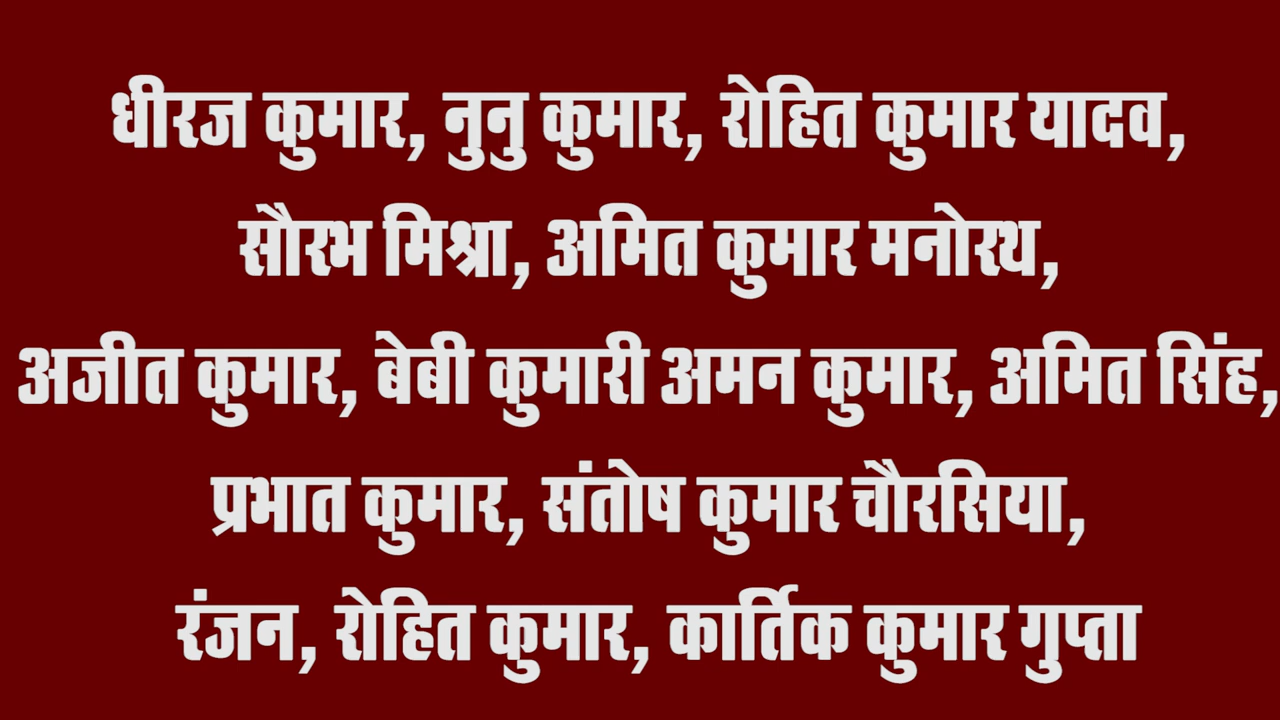 धीरज कुमार, नुनु कुमार, रोहित कुमार यादव,
सौरभ मिश्रा, अमित कुमार मनोरथ,
अजीत कुमार, बेबी कुमारी अमन कुमार, अमित सिंह,
प्रभात कुमार, संतोष कुमार चौरसिया,
रंजन, रोहित कुमार, कार्तिक कुमार गुप्ता